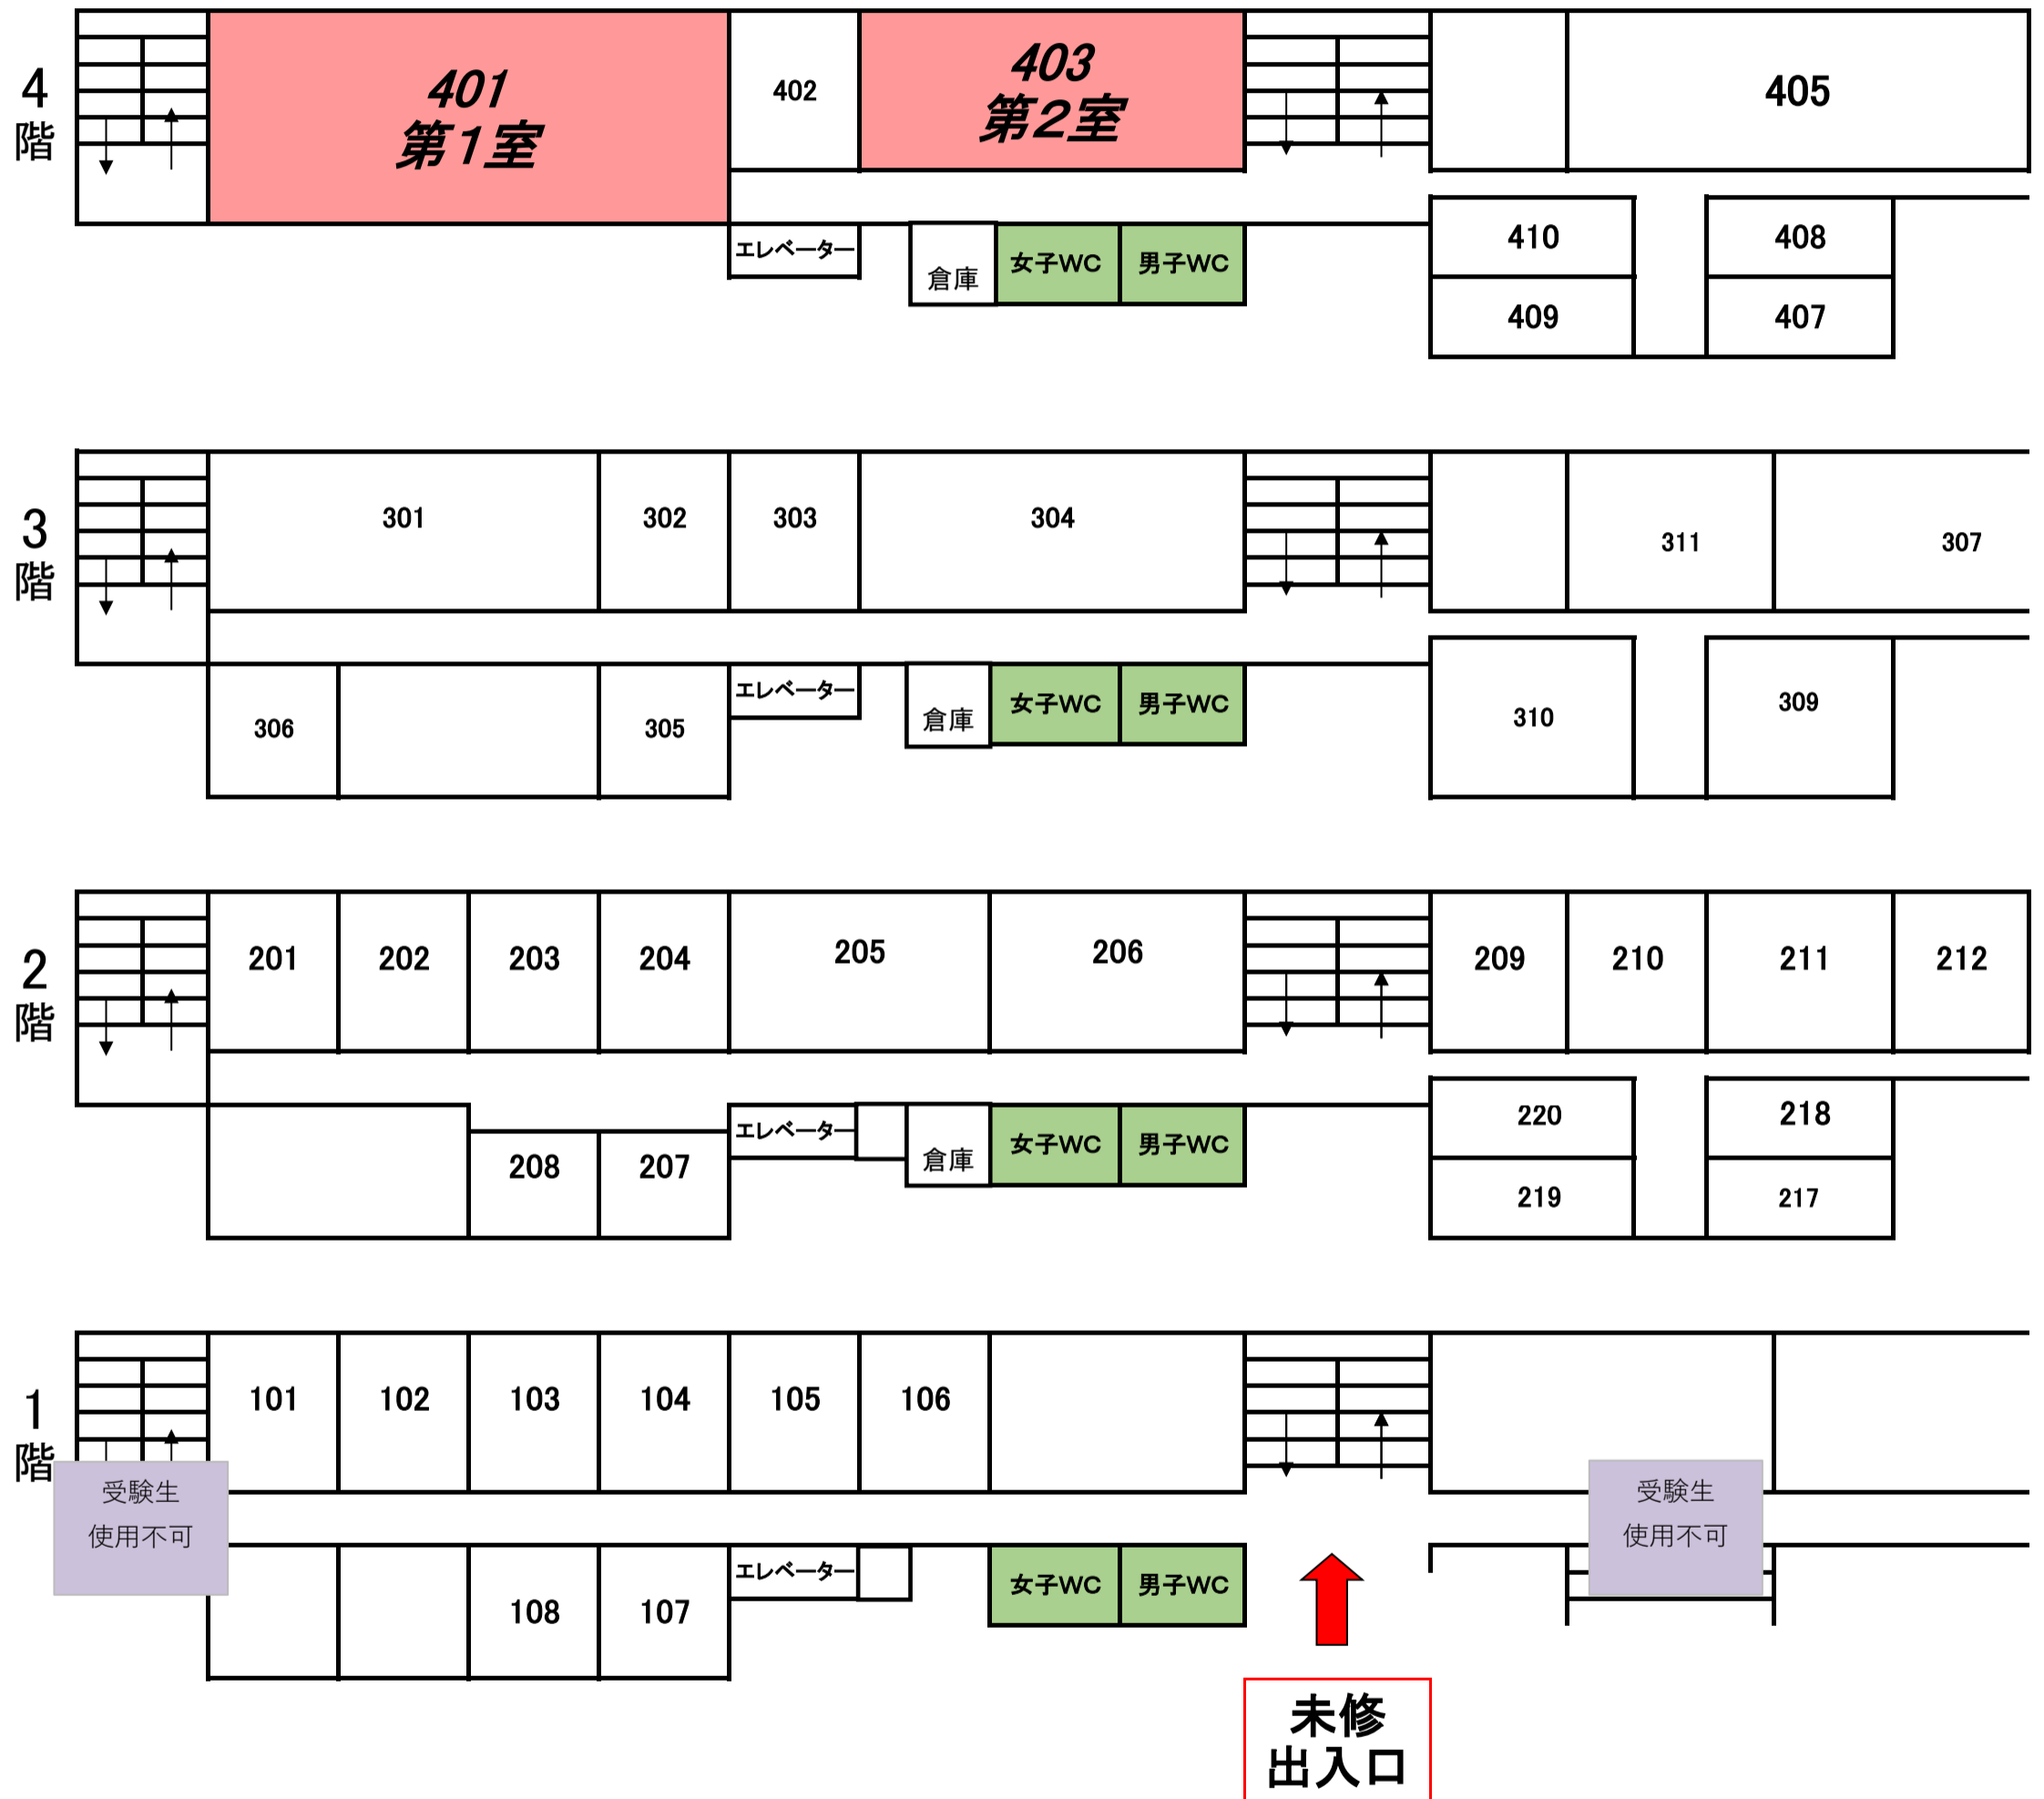 4
階
401
第1室
402
403
第2室
405
エレベーター
倉庫
女子WC
男子WC
410
408
409
407
3
階
301
302
303
304
311
307
306
305
エレベーター
倉庫
女子WC
男子WC
310
309
2
階
201
202
203
204
205
206
209
210
211
212
208
207
エレベーター
倉庫
女子WC
男子WC
220
218
219
217
1
階
101
102
103
104
105
106
受験生
使用不可
受験生
使用不可
108
107
エレベーター
女子WC
男子WC
未修
出入口